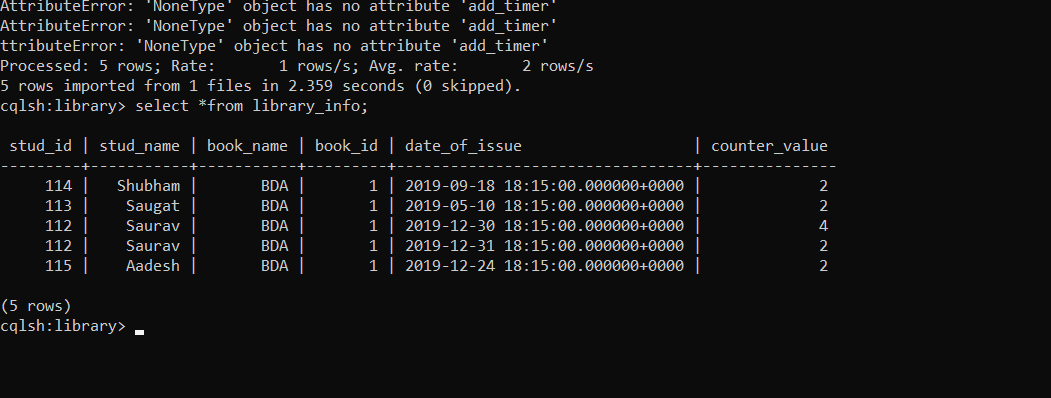 AttributeError: 'NoneType' object has no attribute 'add_timer'
AttributeError: 'NoneType' object has no attribute 'add_timer'
ttributeError: 'NoneType' object has no attribute 'add_timer'
Processed: 5 rows; Rate:       1 rows/s; Avg. rate:       2 rows/s
5 rows imported from 1 files in 2.359 seconds (0 skipped).
cqlsh:library> select *from library_info;
 stud_id | stud_name | book_name | book_id | date_of_issue                   | counter_value
---------+-----------+-----------+---------+---------------------------------+---------------
     114 |   Shubham |       BDA |       1 | 2019-09-18 18:15:00.000000+0000 |             2
     113 |    Saugat |       BDA |       1 | 2019-05-10 18:15:00.000000+0000 |             2
     112 |    Saurav |       BDA |       1 | 2019-12-30 18:15:00.000000+0000 |             4
     112 |    Saurav |       BDA |       1 | 2019-12-31 18:15:00.000000+0000 |             2
     115 |    Aadesh |       BDA |       1 | 2019-12-24 18:15:00.000000+0000 |             2
(5 rows)
cqlsh:library>